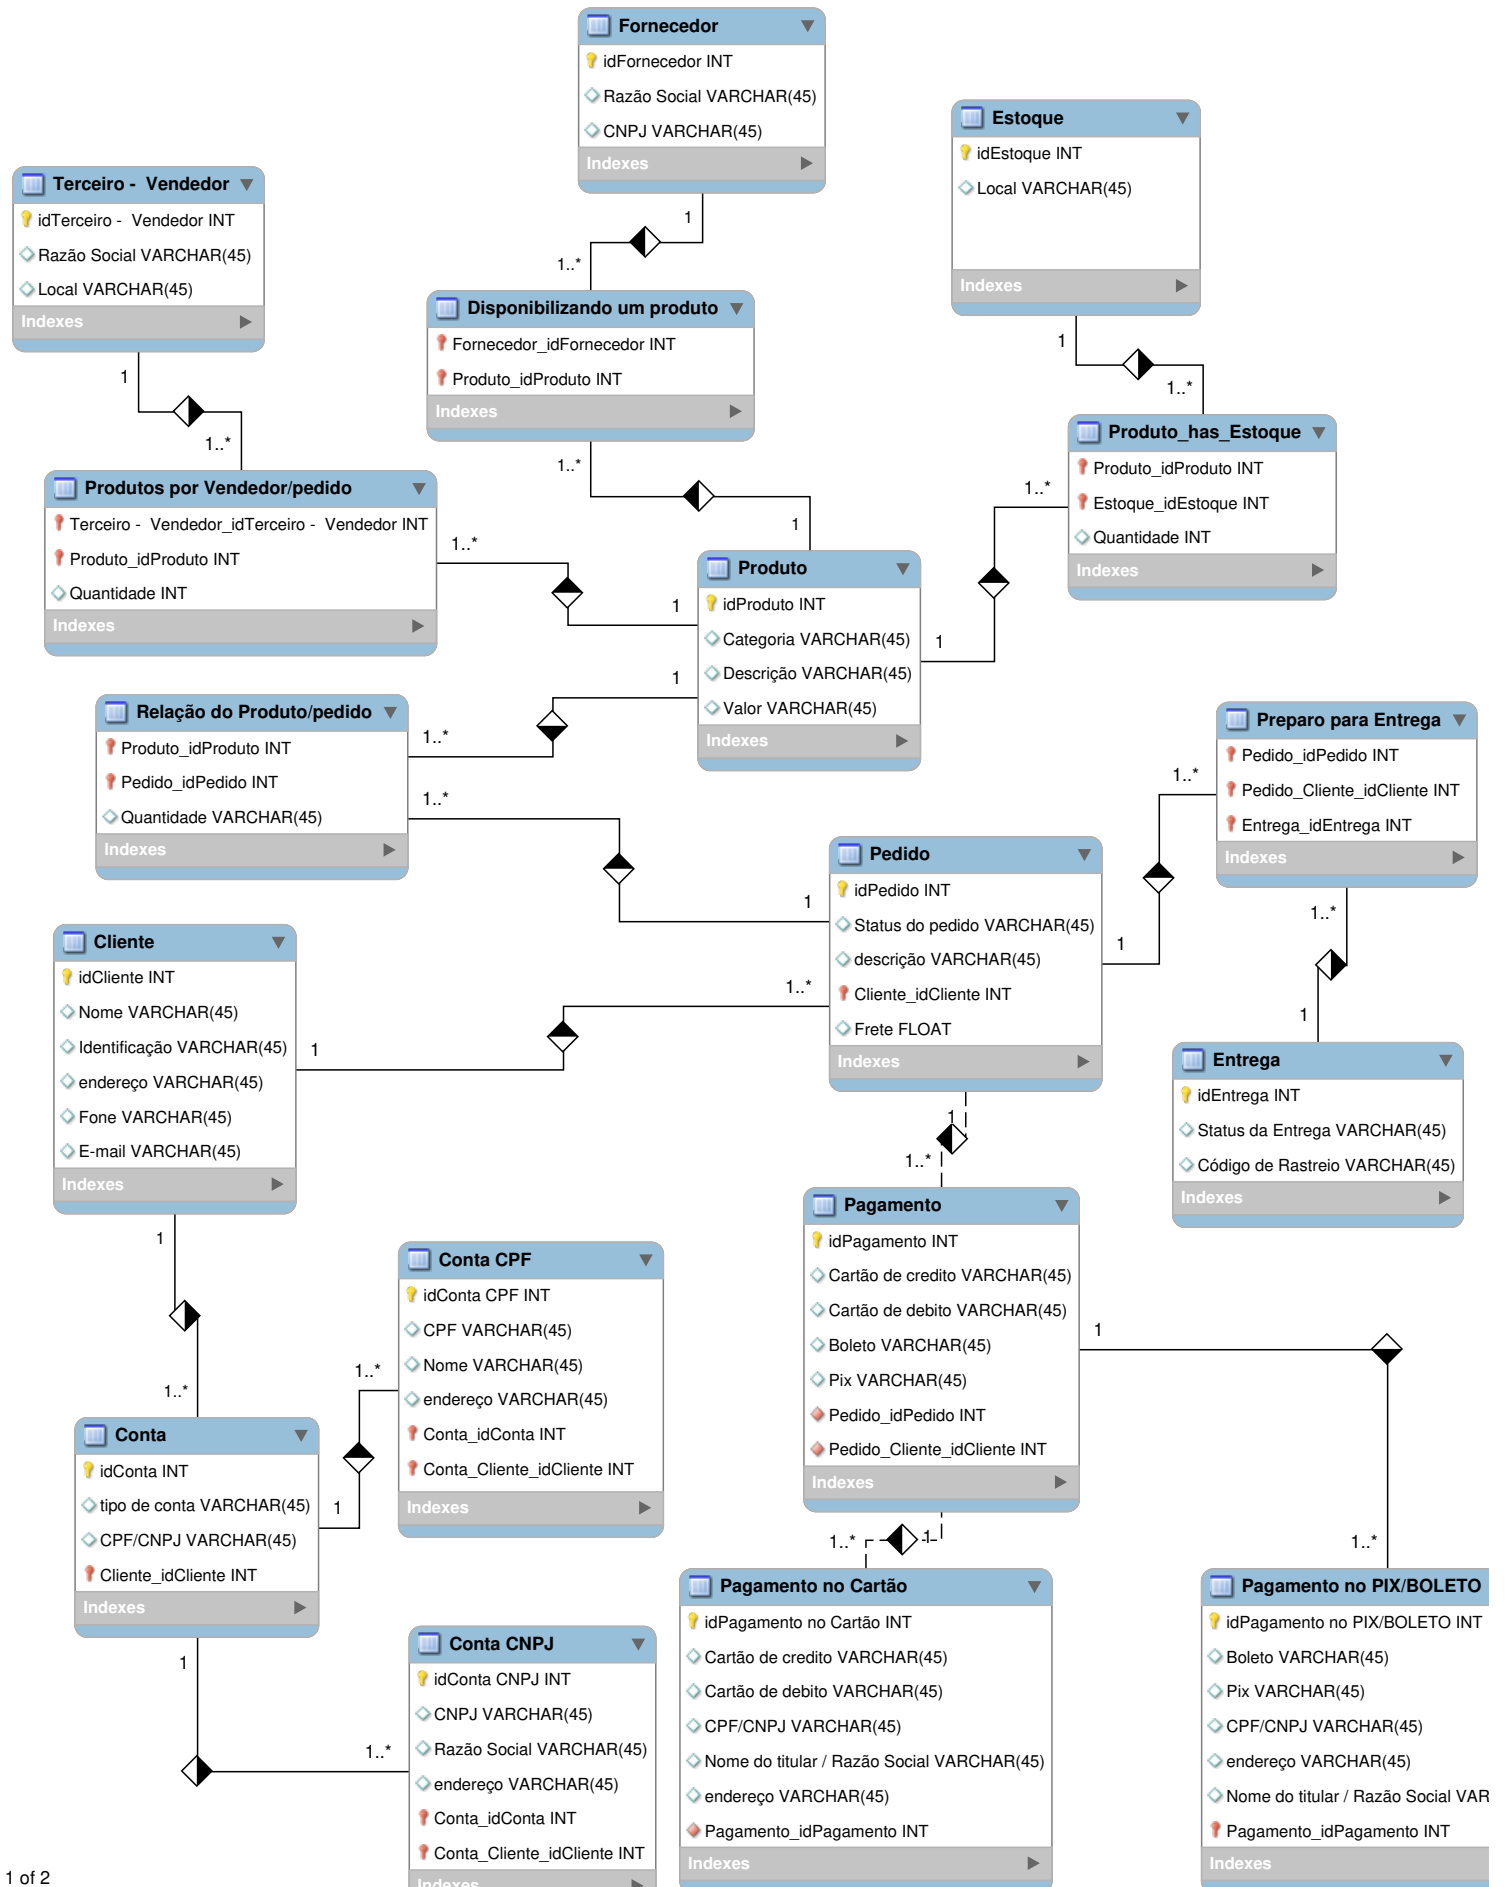 Fornecedor
idFornecedor INT
Razão Social VARCHAR(45)
CNPJ VARCHAR(45)
Indexes
Estoque
idEstoque INT
Local VARCHAR(45)
Indexes
Terceiro - Vendedor
idTerceiro - Vendedor INT
Razão Social VARCHAR(45)
Local VARCHAR(45)
Indexes
1
1..*
Disponibilizando um produto
Fornecedor_idFornecedor INT
Produto_idProduto INT
Indexes
1
1..*
1
1..*
Produto_has_Estoque
Produto_idProduto INT
Estoque_idEstoque INT
Quantidade INT
Indexes
Produtos por Vendedor/pedido
Terceiro - Vendedor_idTerceiro - Vendedor INT
Produto_idProduto INT
Quantidade INT
Indexes
1..*
1
1..*
1
1..*
1
Produto
idProduto INT
Categoria VARCHAR(45)
Descrição VARCHAR(45)
Valor VARCHAR(45)
Indexes
Relação do Produto/pedido
Produto_idProduto INT
Pedido_idPedido INT
Quantidade VARCHAR(45)
Indexes
1
1..*
1..*
1
Preparo para Entrega
Pedido_idPedido INT
Pedido_Cliente_idCliente INT
Entrega_idEntrega INT
Indexes
1..*
1
Pedido
idPedido INT
Status do pedido VARCHAR(45)
descrição VARCHAR(45)
Cliente_idCliente INT
Frete FLOAT
Indexes
1..*
1
Cliente
idCliente INT
Nome VARCHAR(45)
Identificação VARCHAR(45)
endereço VARCHAR(45)
Fone VARCHAR(45)
E-mail VARCHAR(45)
Indexes
1
1..*
Entrega
idEntrega INT
Status da Entrega VARCHAR(45)
Código de Rastreio VARCHAR(45)
Indexes
1
1..*
Pagamento
idPagamento INT
Cartão de credito VARCHAR(45)
Cartão de debito VARCHAR(45)
Boleto VARCHAR(45)
Pix VARCHAR(45)
Pedido_idPedido INT
Pedido_Cliente_idCliente INT
Indexes
1
1..*
Conta CPF
idConta CPF INT
CPF VARCHAR(45)
Nome VARCHAR(45)
endereço VARCHAR(45)
Conta_idConta INT
Conta_Cliente_idCliente INT
Indexes
1..*
1
Conta
idConta INT
tipo de conta VARCHAR(45)
CPF/CNPJ VARCHAR(45)
Cliente_idCliente INT
Indexes
1
1..*
1..*
1
1
1..*
Conta CNPJ
idConta CNPJ INT
CNPJ VARCHAR(45)
Razão Social VARCHAR(45)
endereço VARCHAR(45)
Conta_idConta INT
Conta_Cliente_idCliente INT
Indexes
Pagamento no Cartão
idPagamento no Cartão INT
Cartão de credito VARCHAR(45)
Cartão de debito VARCHAR(45)
CPF/CNPJ VARCHAR(45)
Nome do titular / Razão Social VARCHAR(45)
endereço VARCHAR(45)
Pagamento_idPagamento INT
Indexes
Pagamento no PIX/BOLETO
idPagamento no PIX/BOLETO INT
Boleto VARCHAR(45)
Pix VARCHAR(45)
CPF/CNPJ VARCHAR(45)
endereço VARCHAR(45)
Nome do titular / Razão Social VAR
Pagamento_idPagamento INT
Indexes
1 of 2